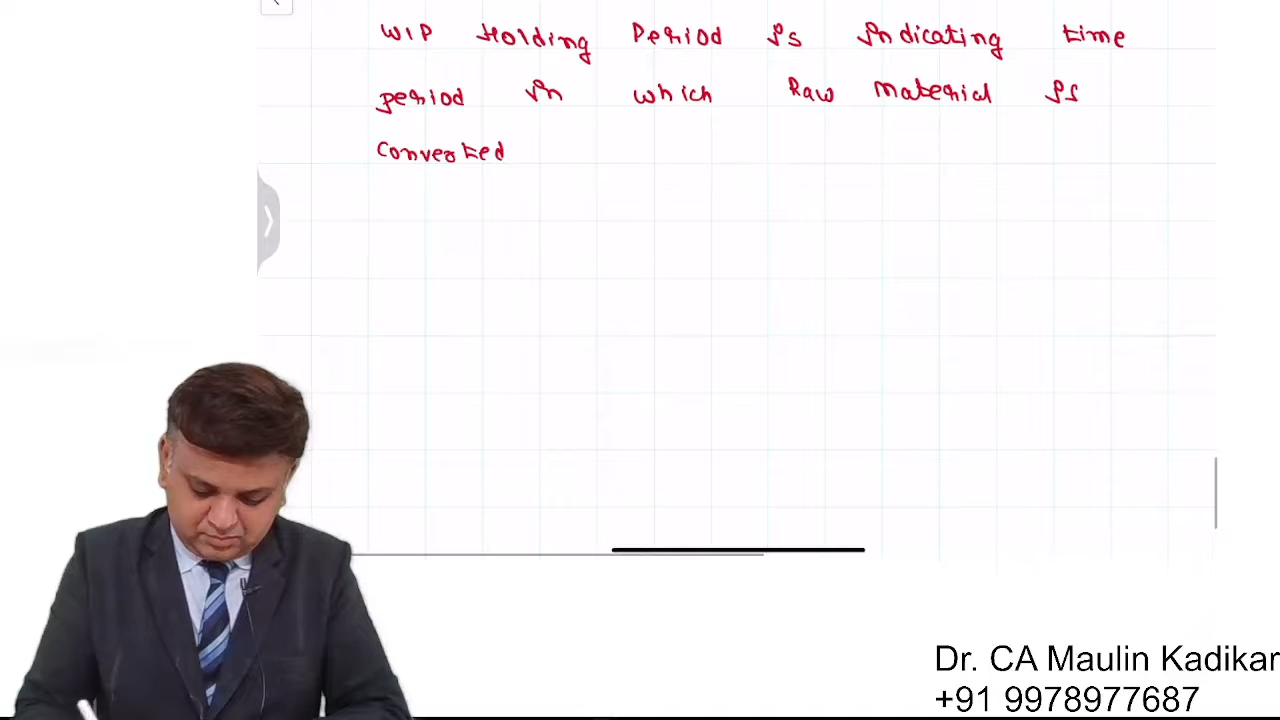 WIP Holding Period is indicating time
period in which Raw material is
converted
Dr. CA Maulin Kadikar
+91 9978977687